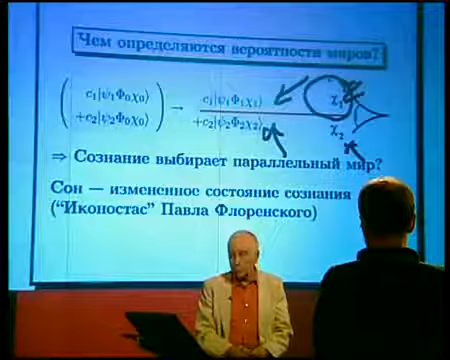 Чем определяются вероятности миров?
c₁|ψ₁Φ₀χ₀⟩ → c₁|ψ₁Φ₁χ₁⟩ χ₁
+c₂|ψ₂Φ₀χ₀⟩ +c₂|ψ₂Φ₂χ₂⟩ χ₂
⇒ Сознание выбирает параллельный мир?
Сон — измененное состояние сознания
("Иконостас" Павла Флоренского)